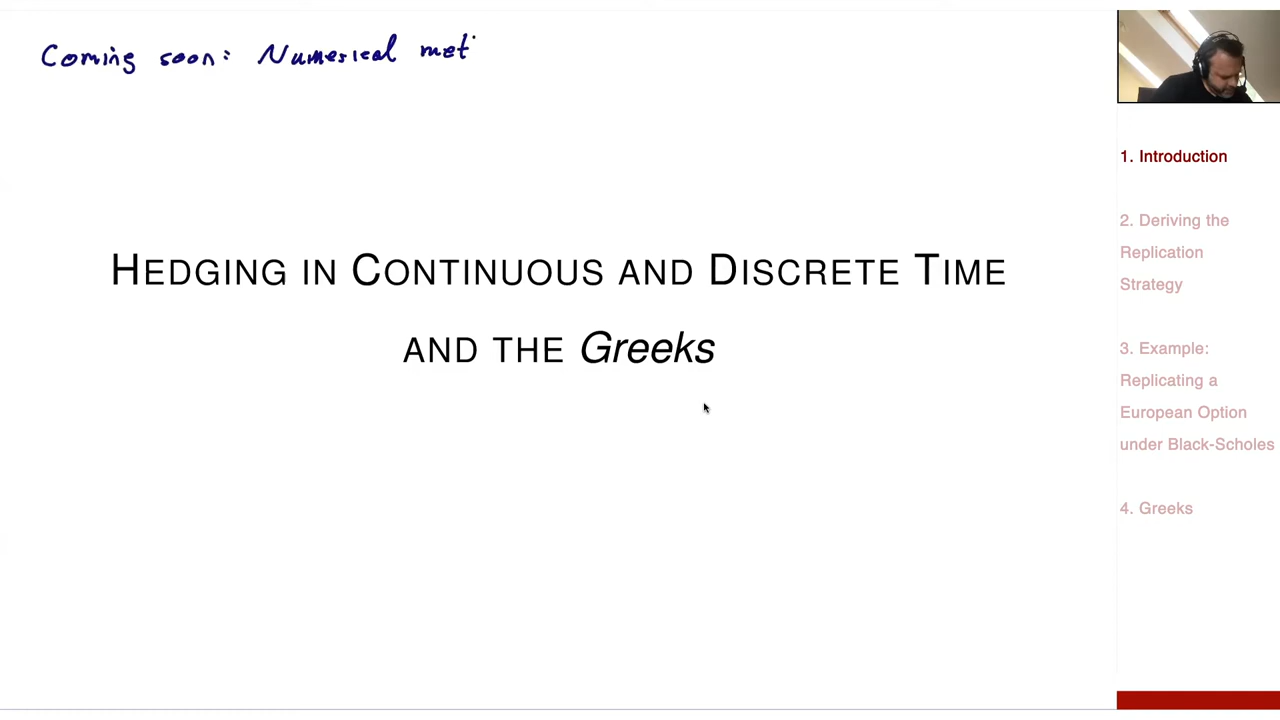 Coming soon: Numerical met
HEDGING IN CONTINUOUS AND DISCRETE TIME
AND THE Greeks
1. Introduction
2. Deriving the
Replication
Strategy
3. Example:
Replicating a
European Option
under Black-Scholes
4. Greeks